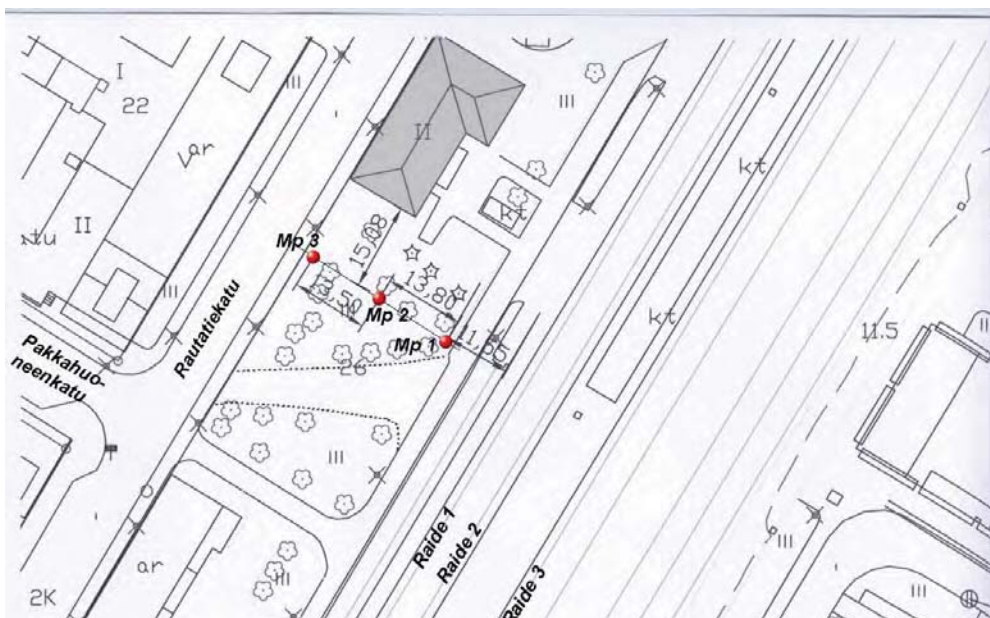 I
22
III
ar
II
III
II
kt
kt
kt
15,08
Mp 3
13,80
III
Mp 2
Mp 1
11,65
11.5
II
Rautatiekatu
Pakkahuo-
neenkatu
26
III
Raide 1
Raide 2
Raide 3
ar
III
2K
III
III